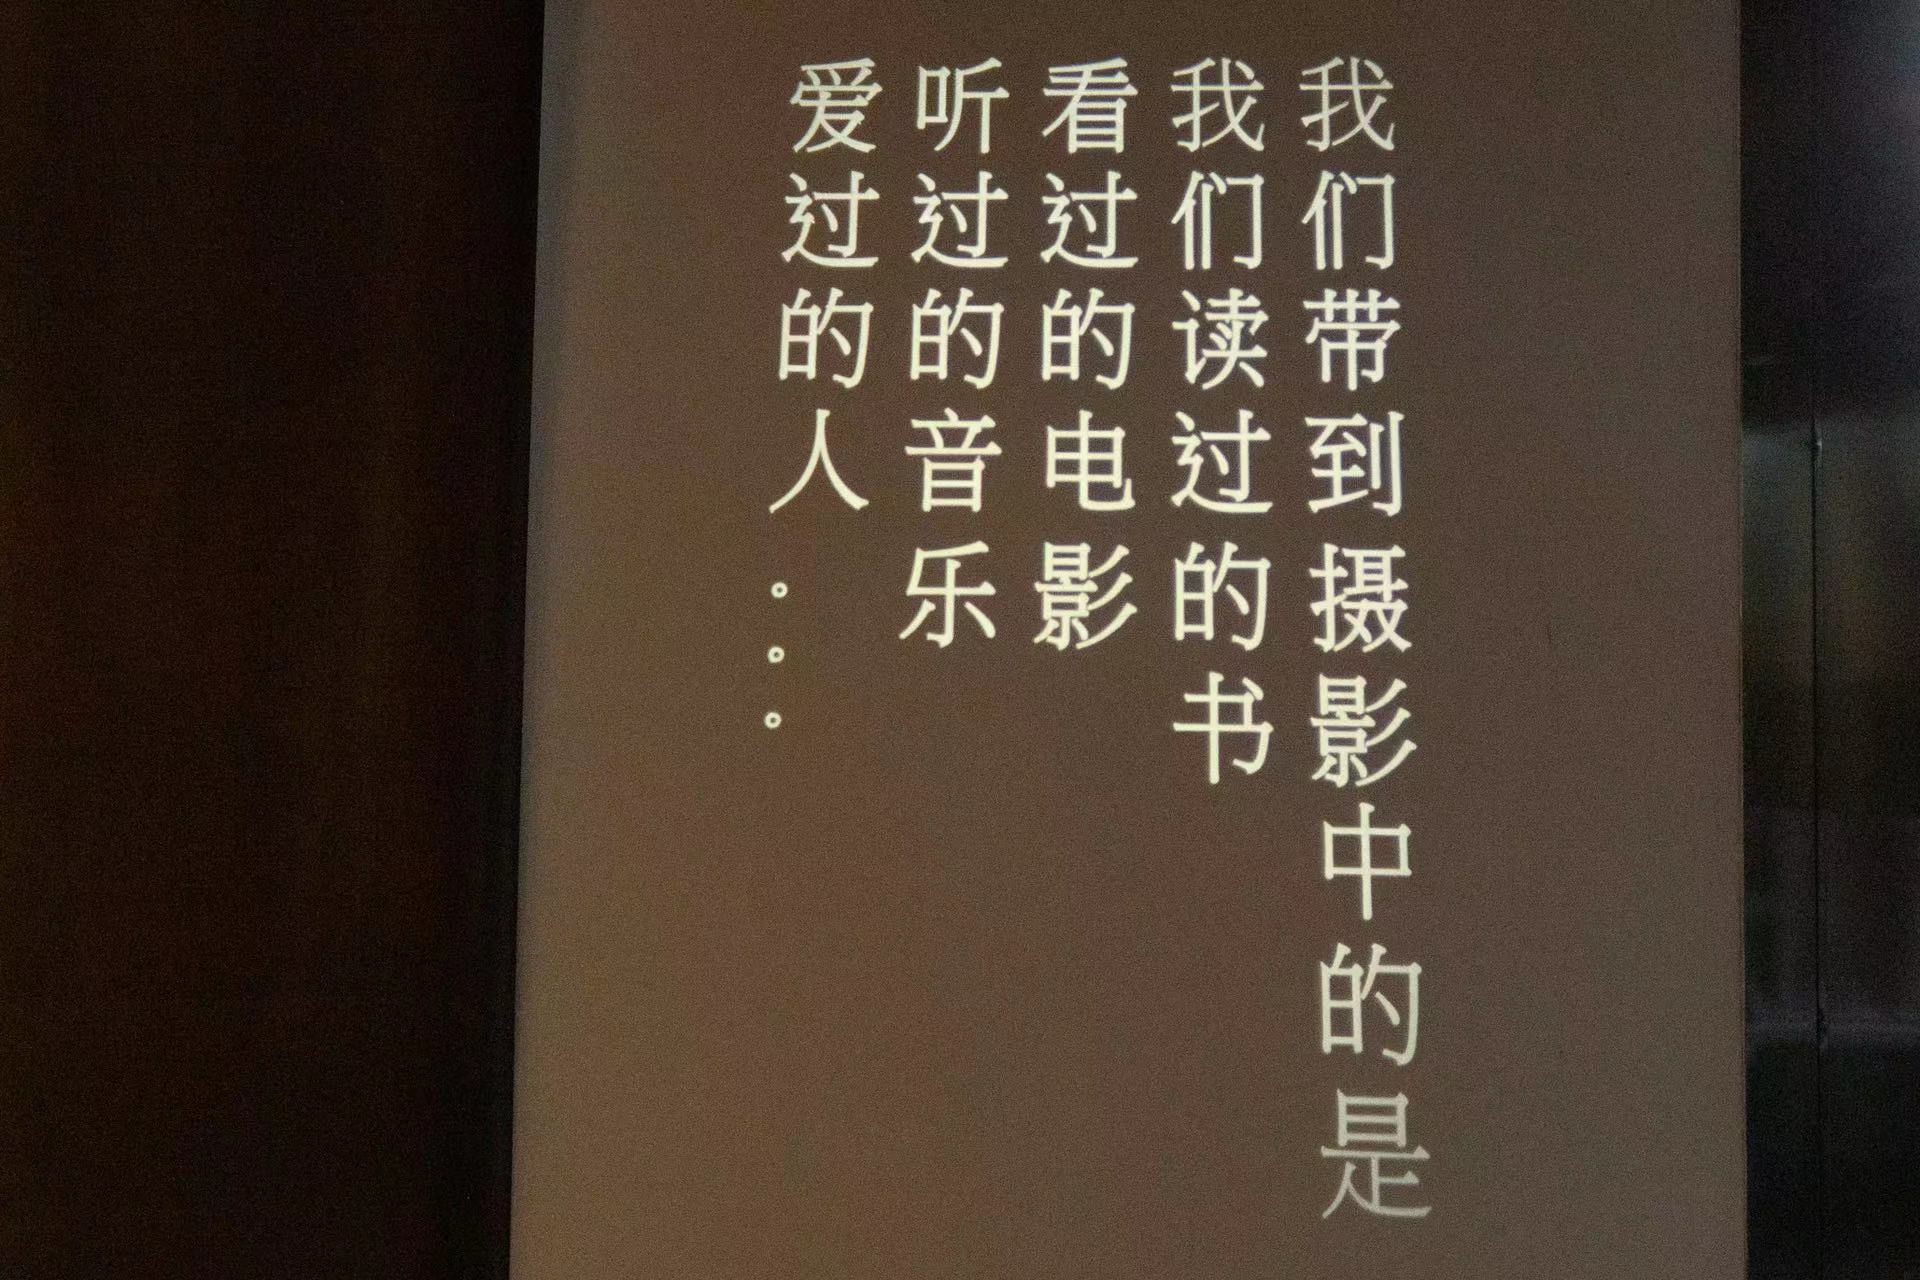 我们带到摄影中的是
我们读过的书
看过的电影
听过的音乐
爱过的人。。。